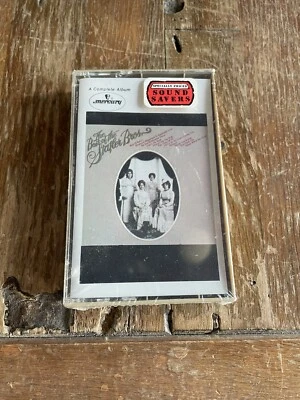 A Complete Album
mercury
SPECIALLY PRICED
SOUND
SAVERS
The
Best of the
Statler Bros.